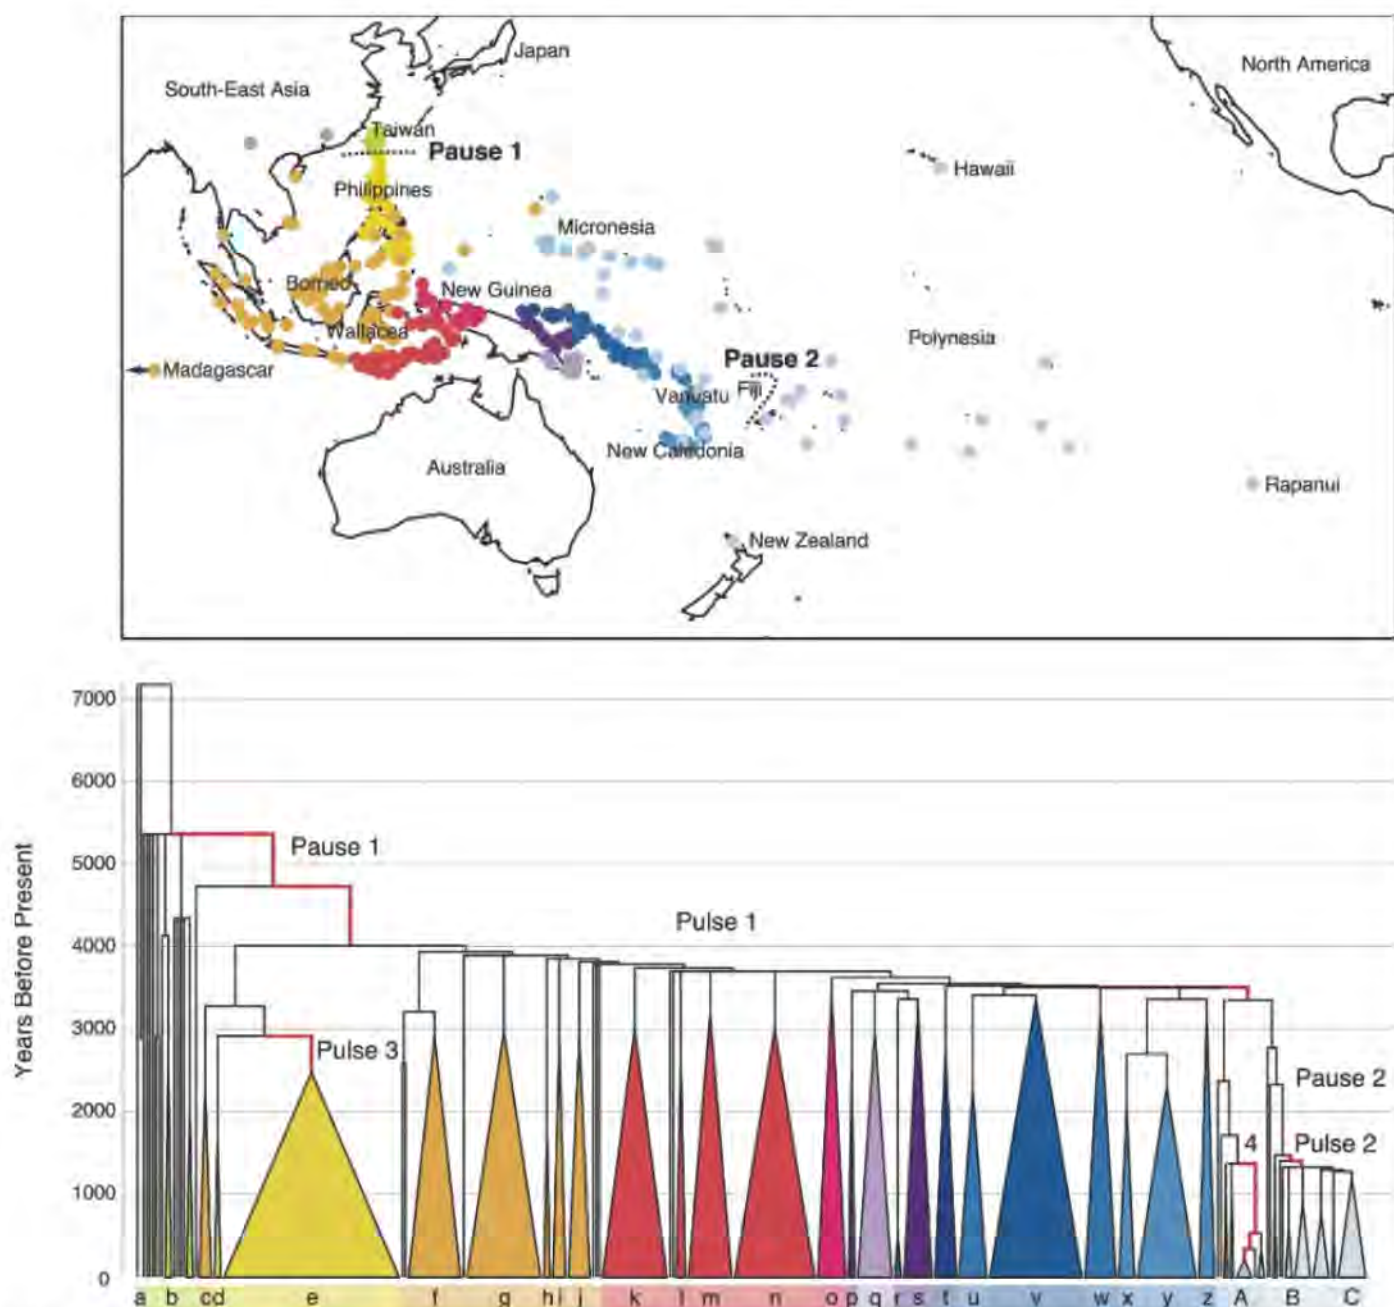 Japan
North America
South-East Asia
Taiwan
Pause 1
Hawaii
Philippines
Micronesia
Borneo
New Guinea
Wallacea
Polynesia
Pause 2
Madagascar
Fiji
Vanuatu
New Caledonia
Australia
Rapanui
New Zealand
7000
6000
Pause 1
5000
Pulse 1
4000
Years Before Present
3000
Pulse 3
Pause 2
2000
4 Pulse 2
1000
0
a b c d e f g h i j k l m n o p q r s t u v w x y z A B C